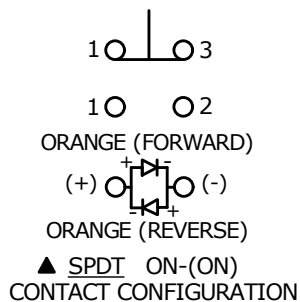 1 3
1 2
ORANGE (FORWARD)
+ -
(+) (-)
- +
ORANGE (REVERSE)
▲ SPDT ON-(ON)
CONTACT CONFIGURATION